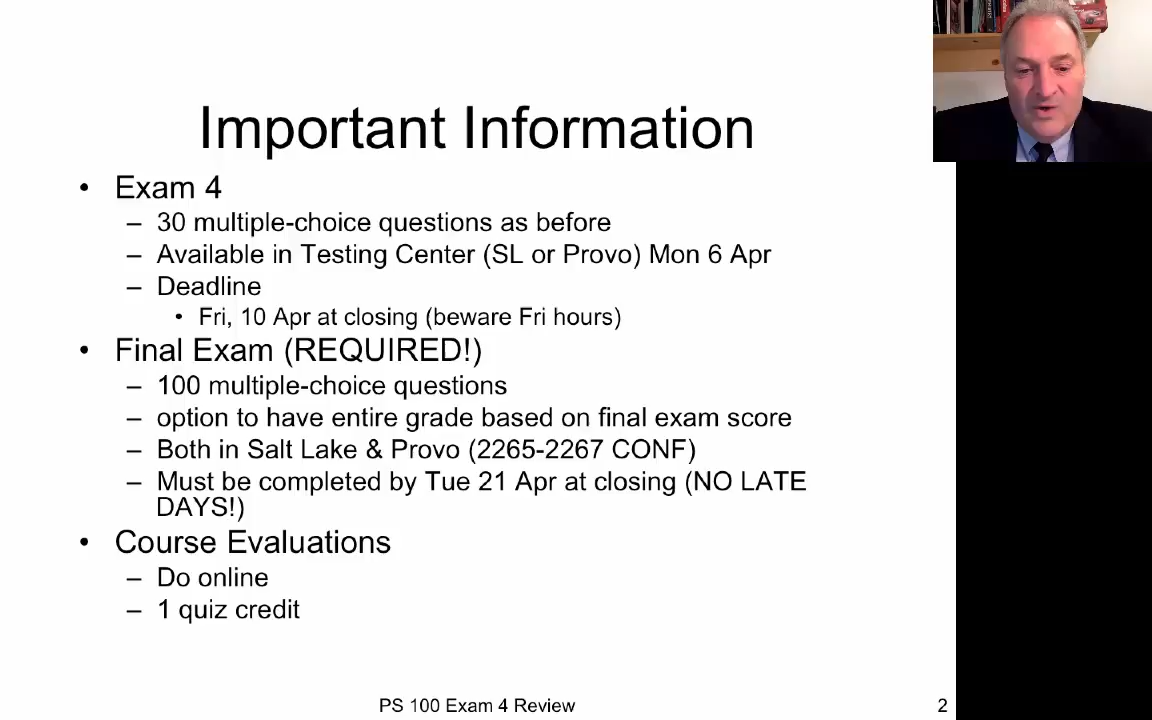 Important Information
• Exam 4
– 30 multiple-choice questions as before
– Available in Testing Center (SL or Provo) Mon 6 Apr
– Deadline
• Fri, 10 Apr at closing (beware Fri hours)
• Final Exam (REQUIRED!)
– 100 multiple-choice questions
– option to have entire grade based on final exam score
– Both in Salt Lake & Provo (2265-2267 CONF)
– Must be completed by Tue 21 Apr at closing (NO LATE
DAYS!)
• Course Evaluations
– Do online
– 1 quiz credit
PS 100 Exam 4 Review
2